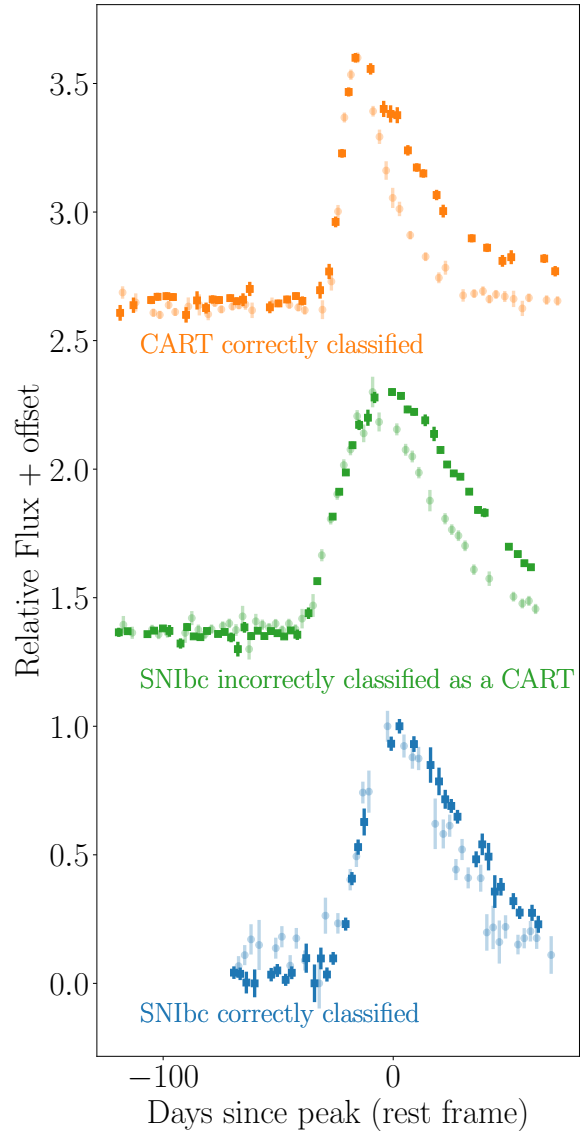 3.5
3.0
2.5
CART correctly classified
2.0
1.5
SNIbc incorrectly classified as a CART
1.0
0.5
0.0
SNIbc correctly classified
Relative Flux + offset
−100 0
Days since peak (rest frame)